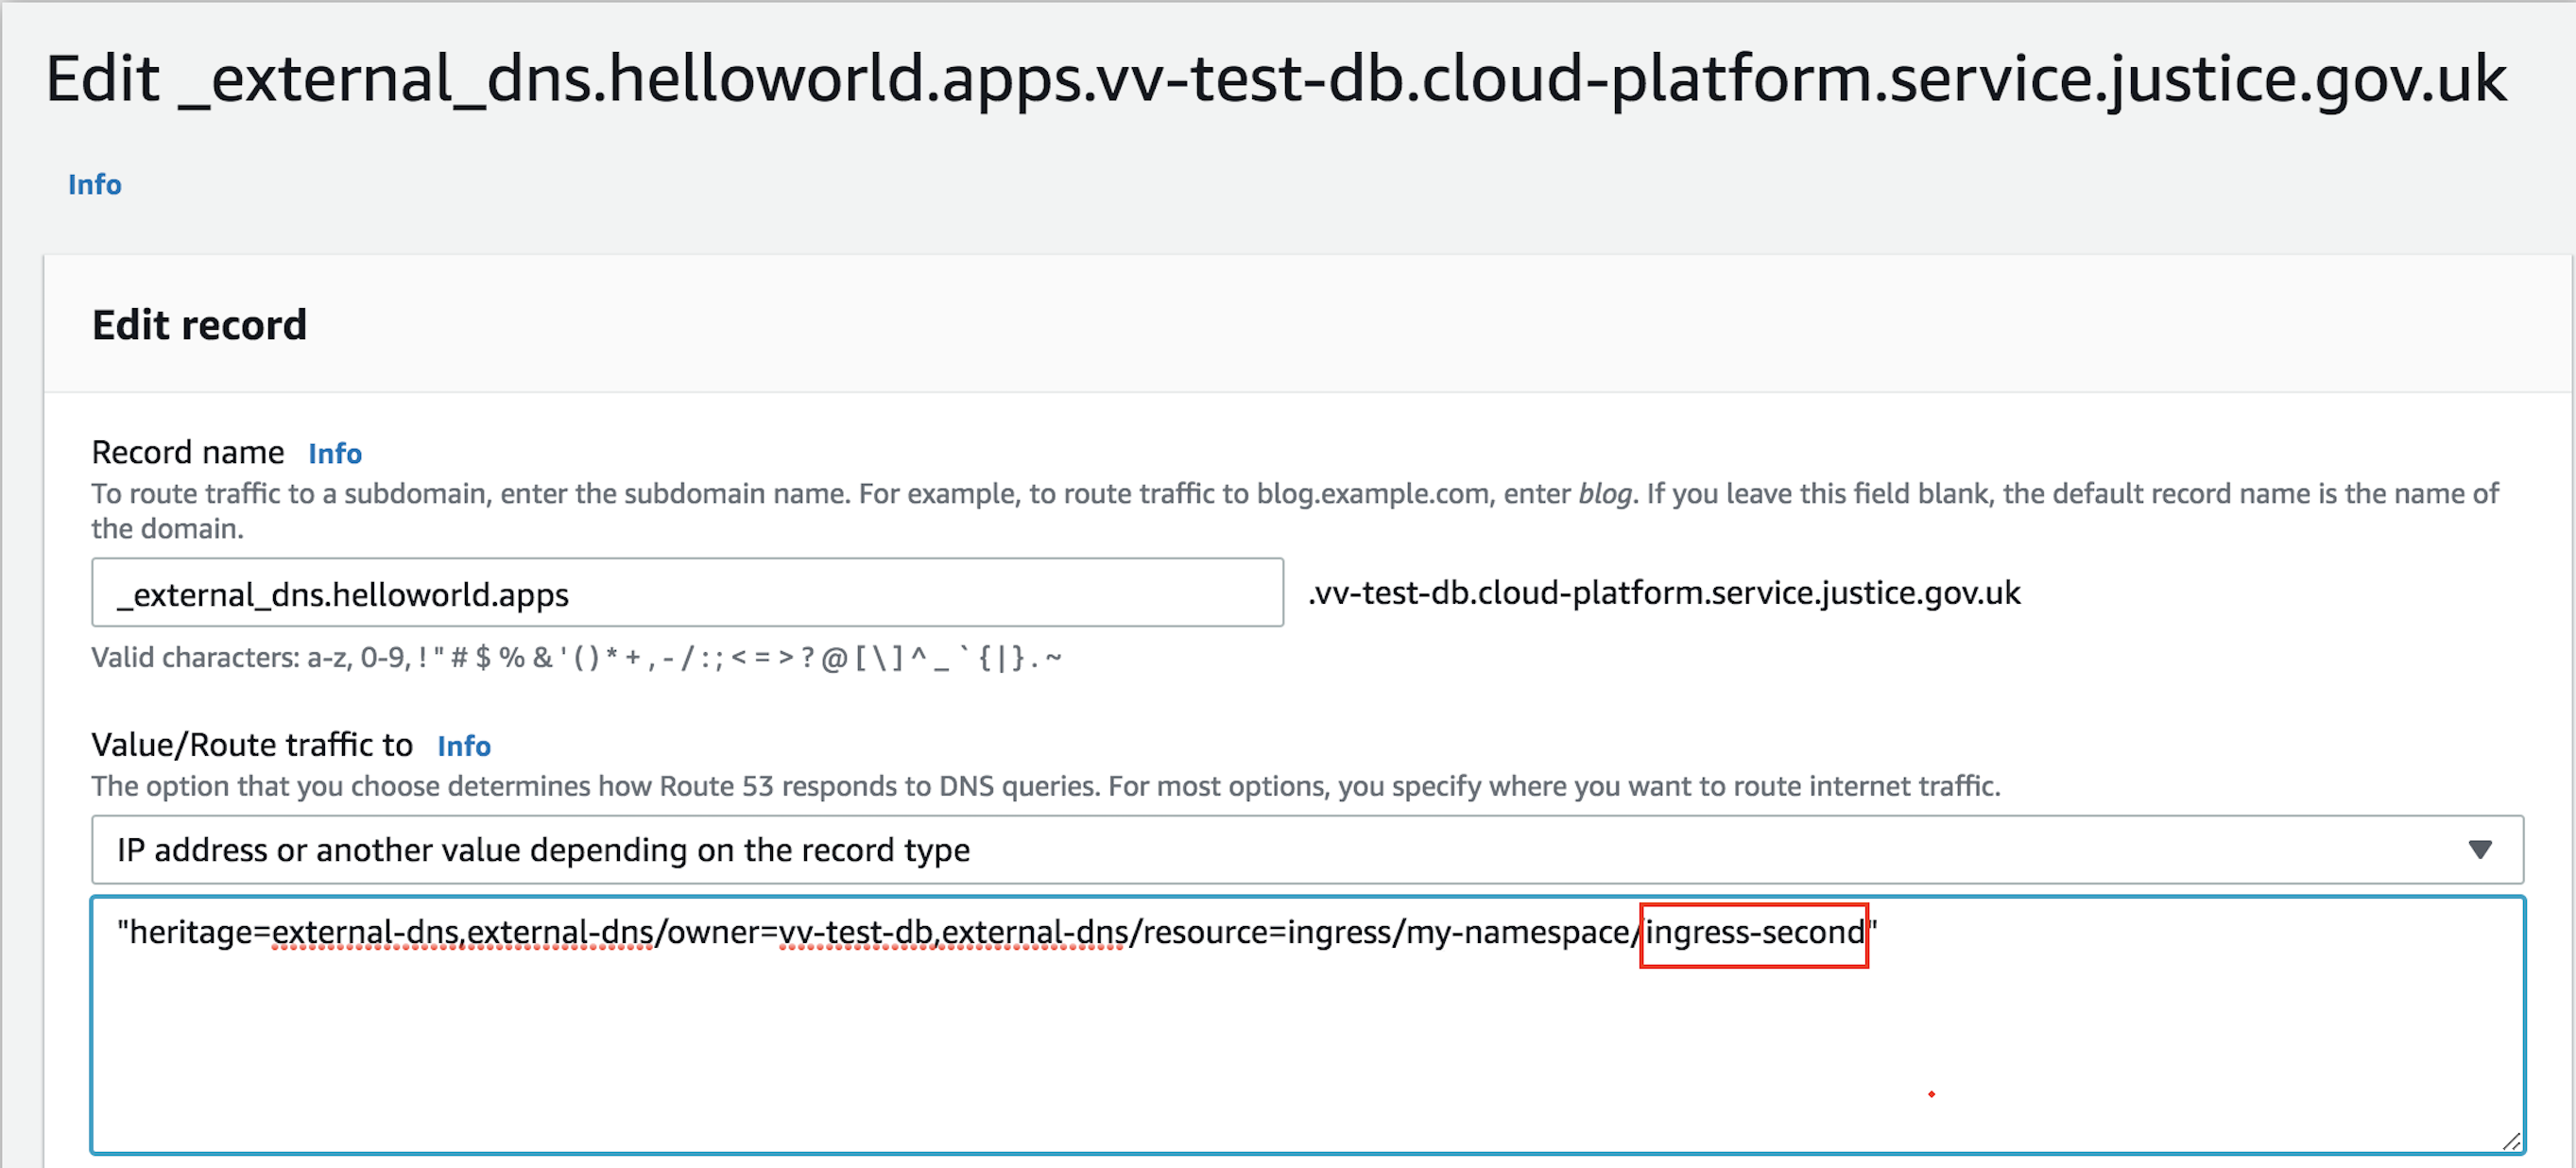 Edit _external_dns.helloworld.apps.vv-test-db.cloud-platform.service.justice.gov.uk
Info
Edit record
Record name Info
To route traffic to a subdomain, enter the subdomain name. For example, to route traffic to blog.example.com, enter blog. If you leave this field blank, the default record name is the name of
the domain.
_external_dns.helloworld.apps .vv-test-db.cloud-platform.service.justice.gov.uk
Valid characters: a-z, 0-9, ! " # $ % & ' ( ) * + , - / : ; < = > ? @ [ \ ] ^ _ ` { | } . ~
Value/Route traffic to Info
The option that you choose determines how Route 53 responds to DNS queries. For most options, you specify where you want to route internet traffic.
IP address or another value depending on the record type
"heritage=external-dns,external-dns/owner=vv-test-db,external-dns/resource=ingress/my-namespace/ingress-second"